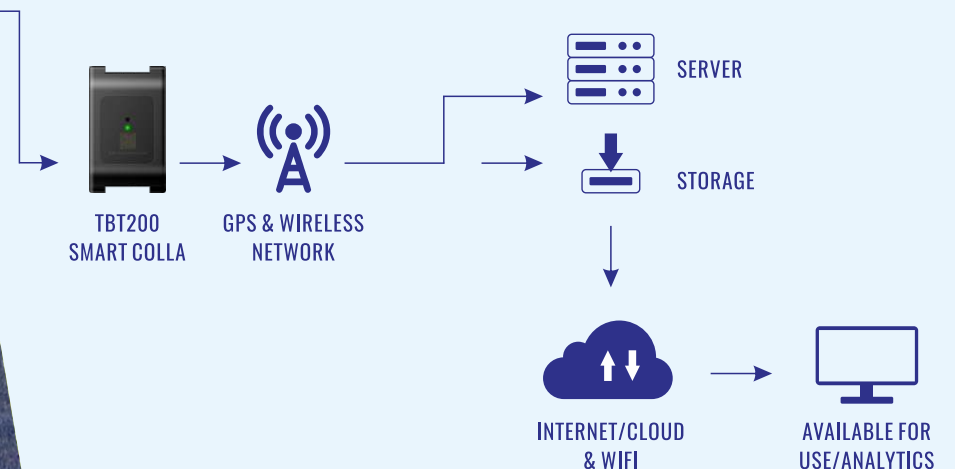 SERVER
STORAGE
TBT200
SMART COLLA
GPS & WIRELESS
NETWORK
INTERNET/CLOUD
& WIFI
AVAILABLE FOR
USE/ANALYTICS